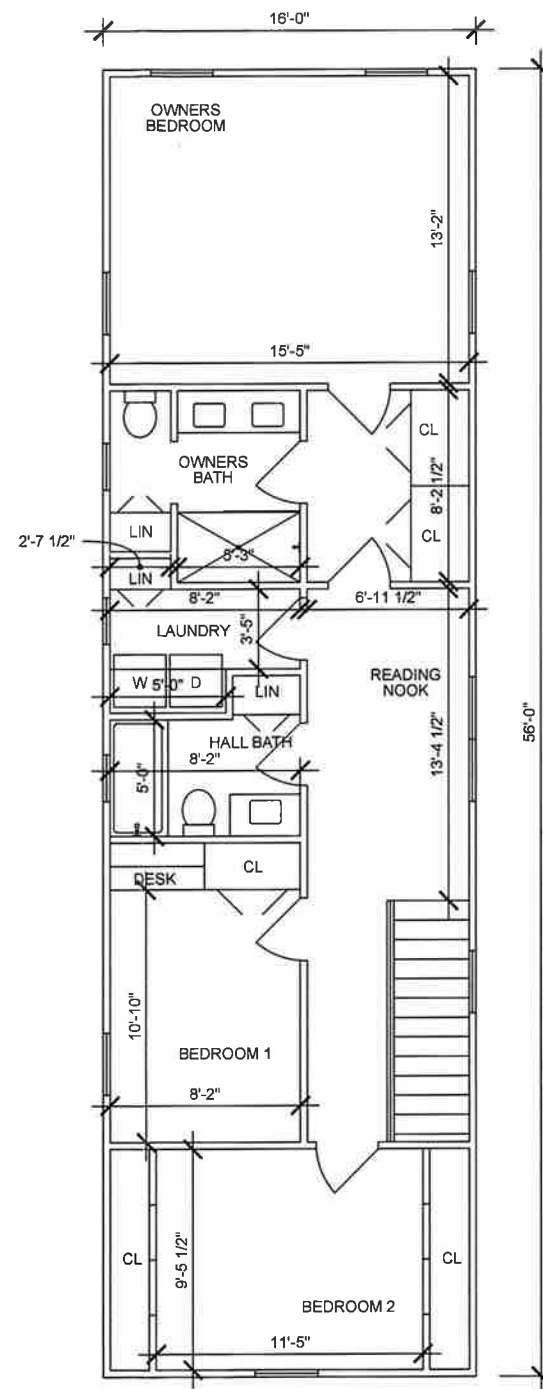 16'-0"
OWNERS
BEDROOM
13'-2"
15'-5"
CL
OWNERS
BATH
8'-2 1/2"
CL
LIN
2'-7 1/2"
LIN
5'-3"
8'-2"
6'-11 1/2"
LAUNDRY
3'-5"
W
D
5'-0"
LIN
READING
NOOK
56'-0"
13'-4 1/2"
HALL BATH
8'-2"
5'-0"
CL
DESK
10'-10"
BEDROOM 1
8'-2"
CL
9'-5 1/2"
CL
BEDROOM 2
11'-5"